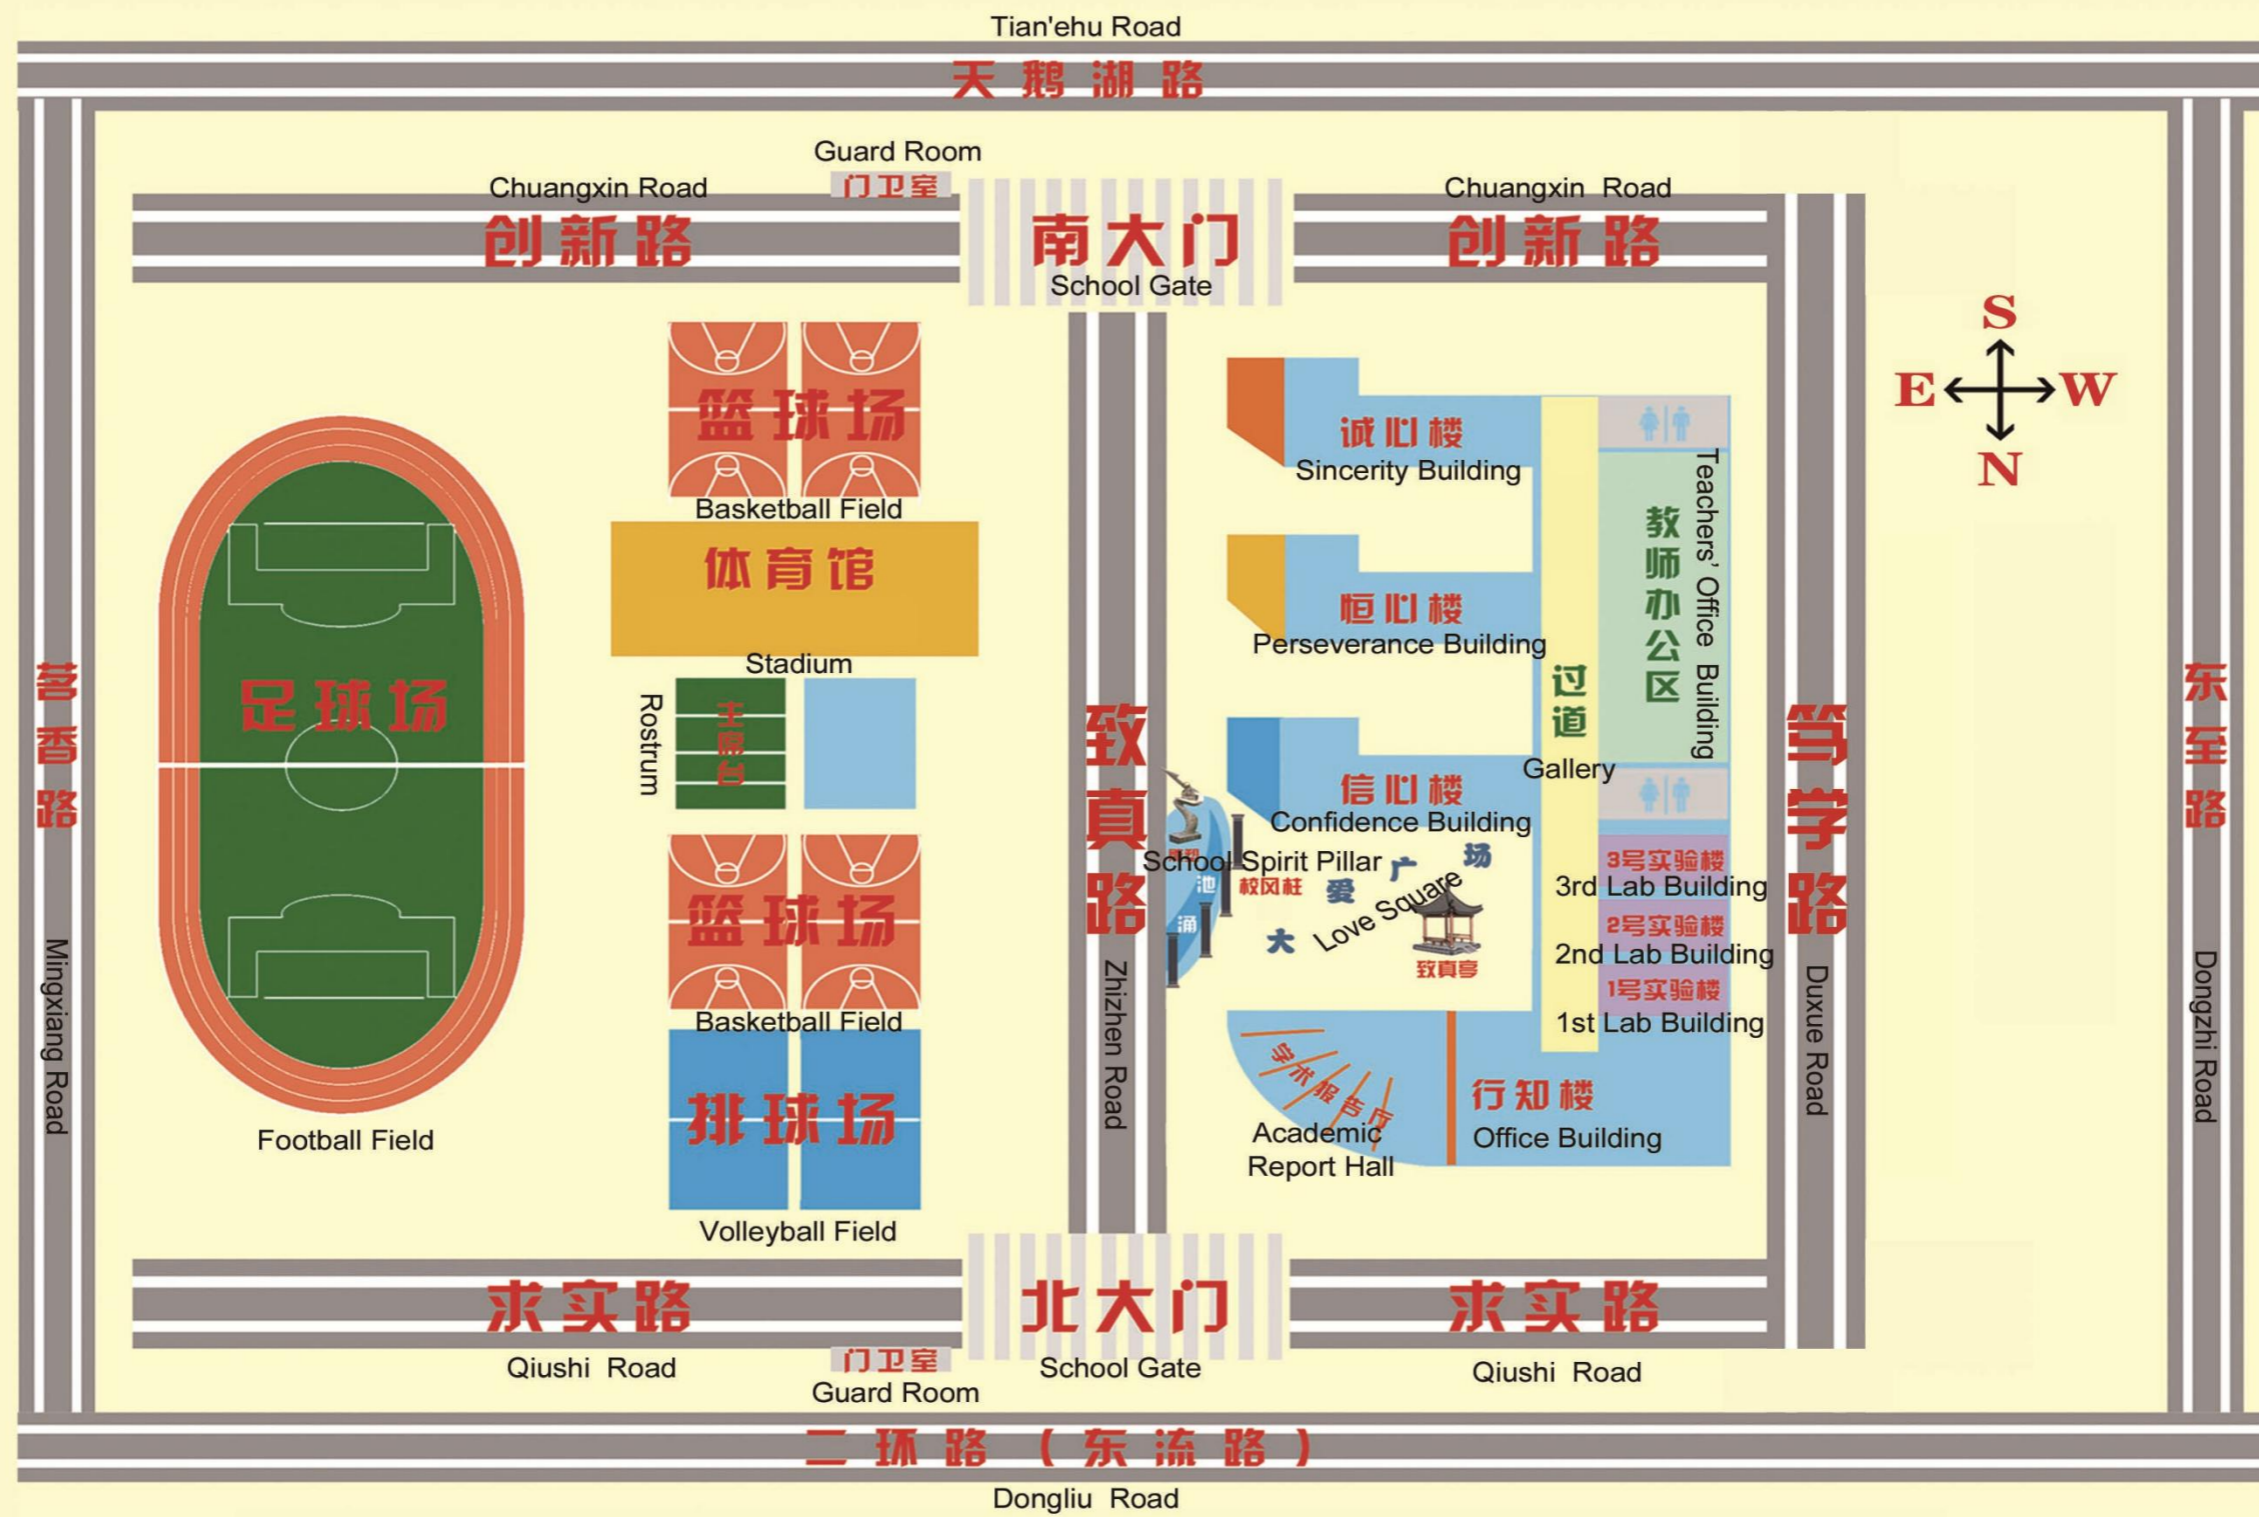 Tian'ehu Road
天鹅湖路
Guard Room
门卫室
Chuangxin Road
创新路
南大门
School Gate
Chuangxin Road
创新路
S
E
W
N
篮球场
Basketball Field
体育馆
Stadium
Rostrum
主席台
足球场
Football Field
篮球场
Basketball Field
排球场
Volleyball Field
茗香路
Mingxiang Road
致真路
Zhizhen Road
诚心楼
Sincerity Building
恒心楼
Perseverance Building
信心楼
Confidence Building
过道
Gallery
教师办公区
Teachers' Office Building
School Spirit Pillar
校风柱
池
涌
大爱广场
Love Square
致真亭
3号实验楼
3rd Lab Building
2号实验楼
2nd Lab Building
1号实验楼
1st Lab Building
学术报告厅
Academic
Report Hall
行知楼
Office Building
笃学路
Duxue Road
东至路
Dongzhi Road
求实路
Qiushi Road
门卫室
Guard Room
北大门
School Gate
求实路
Qiushi Road
二环路(东流路)
Dongliu Road